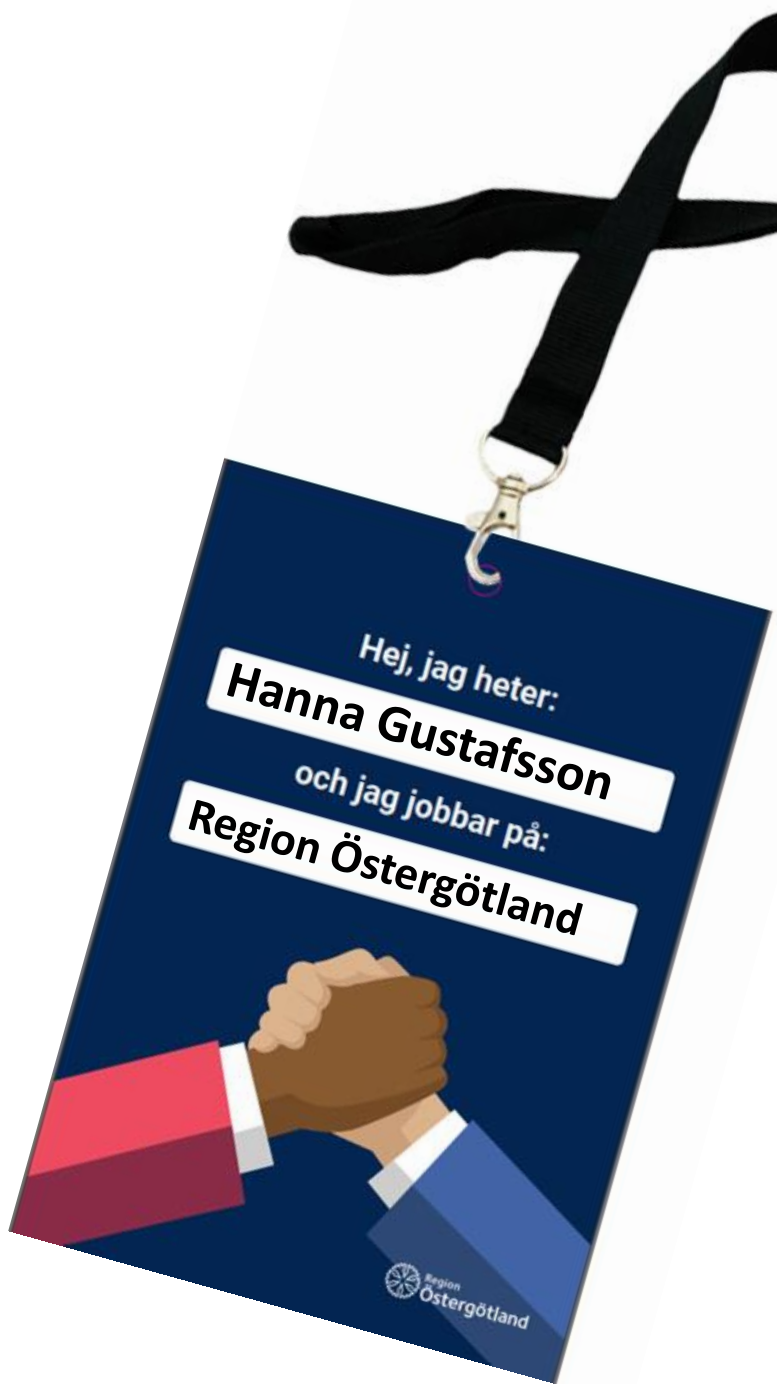 Hej, jag heter:
Hanna Gustafsson
och jag jobbar på:
Region Östergötland
Region
Östergötland